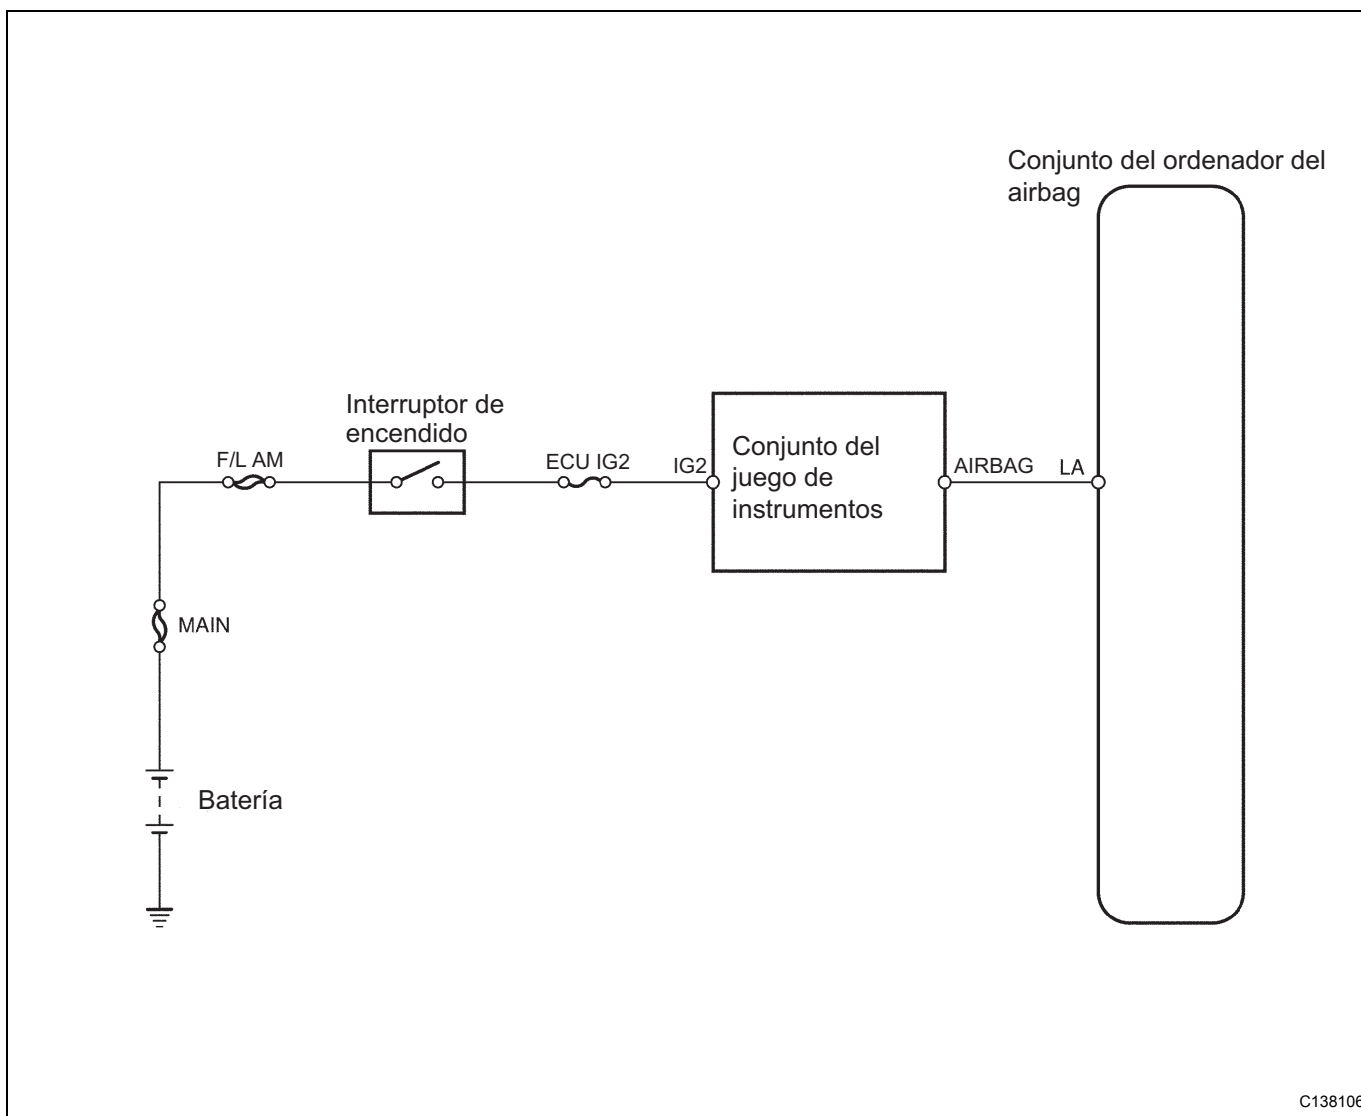 Conjunto del ordenador del
airbag
Interruptor de
encendido
F/L AM
ECU IG2
IG2
Conjunto del
juego de
instrumentos
AIRBAG
LA
MAIN
Batería
C138106